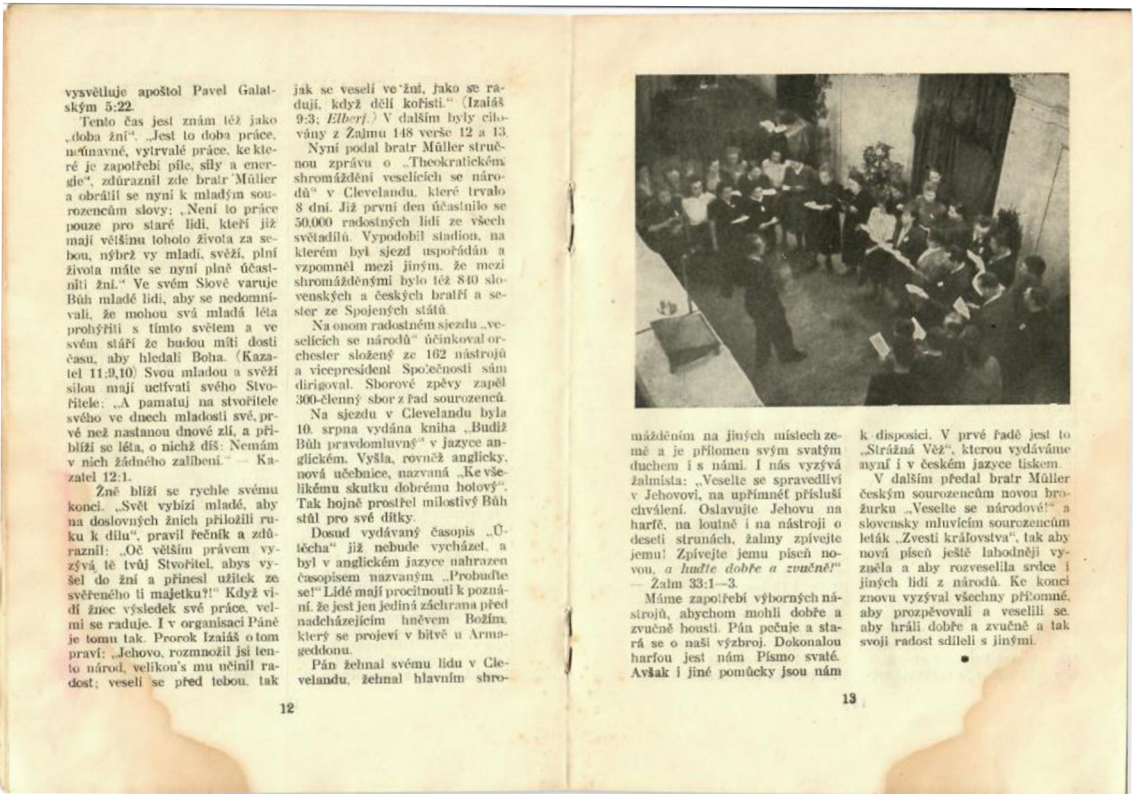 vysvětluje apoštol Pavel Galat-
ským 5:22.
Tento čas jest znám též jako
„doba žní“. „Jest to doba práce,
neúnavné, vytrvalé práce, ke kte-
ré je zapotřebí píle, síly a ener-
gie“, zdůraznil zde bratr Müller
a obrátil se nyní k mladým sou-
rozencům slovy: „Není to práce
pouze pro staré lidi, kteří již
mají většinu tohoto života za se-
bou, nýbrž vy mladí, svěží, plní
života máte se nyní plně účast-
niti žní.“ Ve svém Slově varuje
Bůh mladé lidi, aby se nedomní-
vali, že mohou svá mladá léta
prohýřiti s tímto světem a ve
svém stáří že budou míti dosti
času, aby hledali Boha. (Kaza-
tel 11:9,10) Svou mladou a svěží
silou mají uctívati svého Stvo-
řitele: „A pamatuj na stvořitele
svého ve dnech mladosti své, pr-
vé než nastanou dnové zlí, a při-
blíží se léta, o nichž díš: Nemám
v nich žádného zalíbení.“ — Ka-
zatel 12:1.
Žně blíží se rychle svému
konci. „Svět vybízí mladé, aby
na doslovných žních přiložili ru-
ku k dílu“, pravil řečník a zdů-
raznil: „Oč větším právem vy-
zývá tě tvůj Stvořitel, abys vy-
šel do žní a přinesl užitek ze
svěřeného ti majetku?!“ Když vi-
dí žnec výsledek své práce, vel-
mi se raduje. I v organisaci Páně
je tomu tak. Prorok Izaiáš o tom
praví: „Jehovo, rozmnožil jsi ten-
to národ, velikou's mu učinil ra-
dost; veselí se před tebou, tak
jak se veselí ve žni, jako se ra-
dují, když dělí kořisti.“ (Izaiáš
9:3; Elberf.) V dalším byly cito-
vány z Žalmu 148 verše 12 a 13.
Nyní podal bratr Müller struč-
nou zprávu o „Theokratickém
shromáždění veselících se náro-
dů“ v Clevelandu, které trvalo
8 dní. Již první den účastnilo se
50.000 radostných lidí ze všech
světadílů. Vypodobil stadion, na
kterém byl sjezd uspořádán a
vzpomněl mezi jiným, že mezi
shromážděnými bylo též 840 slo-
venských a českých bratří a se-
ster ze Spojených států.
Na onom radostném sjezdu „ve-
selících se národů“ účinkoval or-
chester složený ze 162 nástrojů
a vicepresident Společnosti sám
dirigoval. Sborové zpěvy zapěl
300-členný sbor z řad sourozenců.
Na sjezdu v Clevelandu byla
10. srpna vydána kniha „Budiž
Bůh pravdomluvný“ v jazyce an-
glickém. Vyšla, rovněž anglicky,
nová učebnice, nazvaná „Ke vše-
likému skutku dobrému hotový“.
Tak hojně prostřel milostivý Bůh
stůl pro své dítky.
Dosud vydávaný časopis „Ú-
těcha“ již nebude vycházet, a
byl v anglickém jazyce nahrazen
časopisem nazvaným „Probuďte
se!“ Lidé mají procitnouti k pozná-
ní, že jest jen jediná záchrana před
nadcházejícím hněvem Božím,
který se projeví v bitvě u Arma-
geddonu.
Pán žehnal svému lidu v Cle-
velandu, žehnal hlavním shro-
12
mážděním na jiných místech ze-
mě a je přítomen svým svatým
duchem i s námi. I nás vyzývá
žalmista: „Veselte se spravedliví
v Jehovovi, na upřímnéť přísluší
chválení. Oslavujte Jehovu na
harfě, na loutně i na nástroji o
deseti strunách, žalmy zpívejte
jemu! Zpívejte jemu píseň no-
vou, a huďte dobře a zvučně!“
— Žalm 33:1—3.
Máme zapotřebí výborných ná-
strojů, abychom mohli dobře a
zvučně housti. Pán pečuje a sta-
rá se o naši výzbroj. Dokonalou
harfou jest nám Písmo svaté.
Avšak i jiné pomůcky jsou nám
k disposici. V prvé řadě jest to
„Strážná Věž“, kterou vydáváme
nyní i v českém jazyce tiskem.
V dalším předal bratr Müller
českým sourozencům novou bro-
žurku „Veselte se národové!“ a
slovensky mluvícím sourozencům
leták „Zvesti kráľovstva“, tak aby
nová píseň ještě lahodněji vy-
zněla a aby rozveselila srdce i
jiných lidí z národů. Ke konci
znovu vyzýval všechny přítomné,
aby prozpěvovali a veselili se,
aby hráli dobře a zvučně a tak
svoji radost sdíleli s jinými.
13